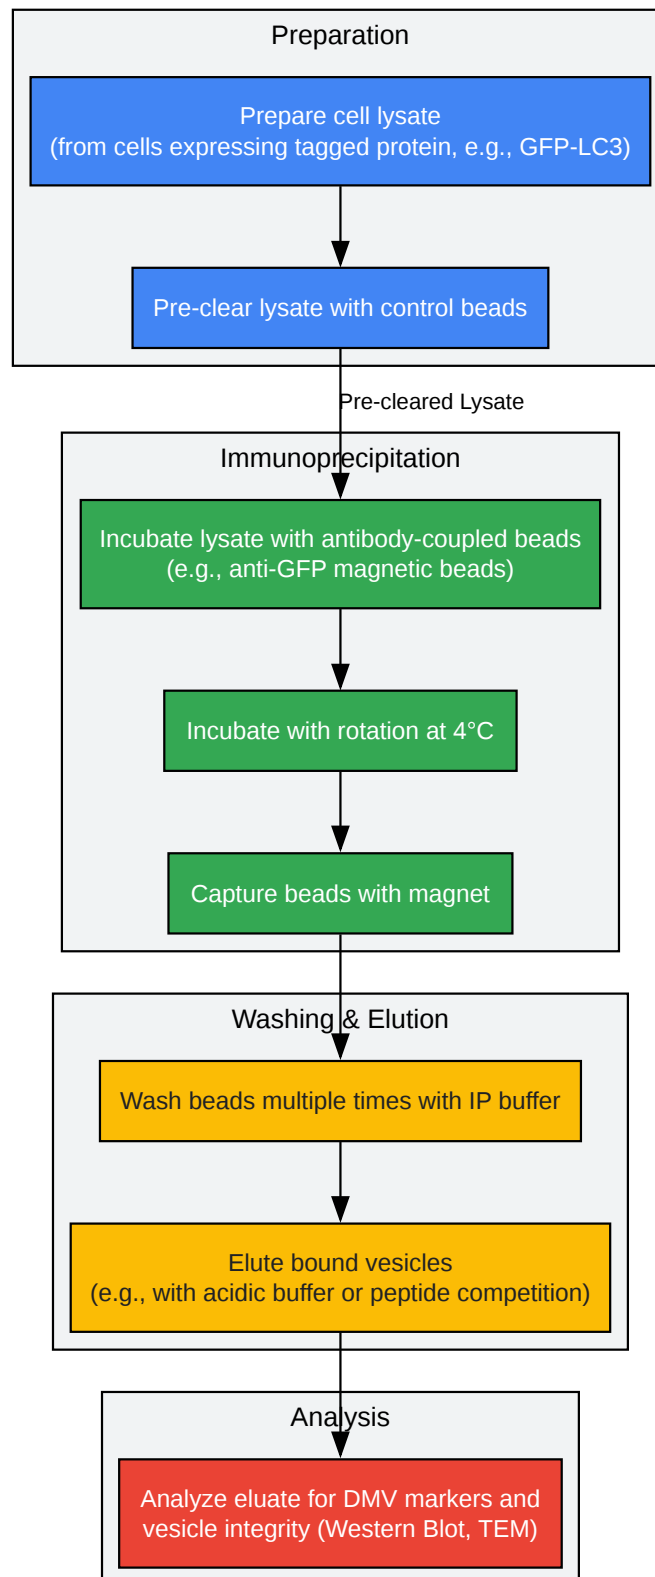 Preparation
Prepare cell lysate
(from cells expressing tagged protein, e.g., GFP-LC3)
Pre-clear lysate with control beads
Pre-cleared Lysate
Immunoprecipitation
Incubate lysate with antibody-coupled beads
(e.g., anti-GFP magnetic beads)
Incubate with rotation at 4°C
Capture beads with magnet
Washing & Elution
Wash beads multiple times with IP buffer
Elute bound vesicles
(e.g., with acidic buffer or peptide competition)
Analysis
Analyze eluate for DMV markers and
vesicle integrity (Western Blot, TEM)